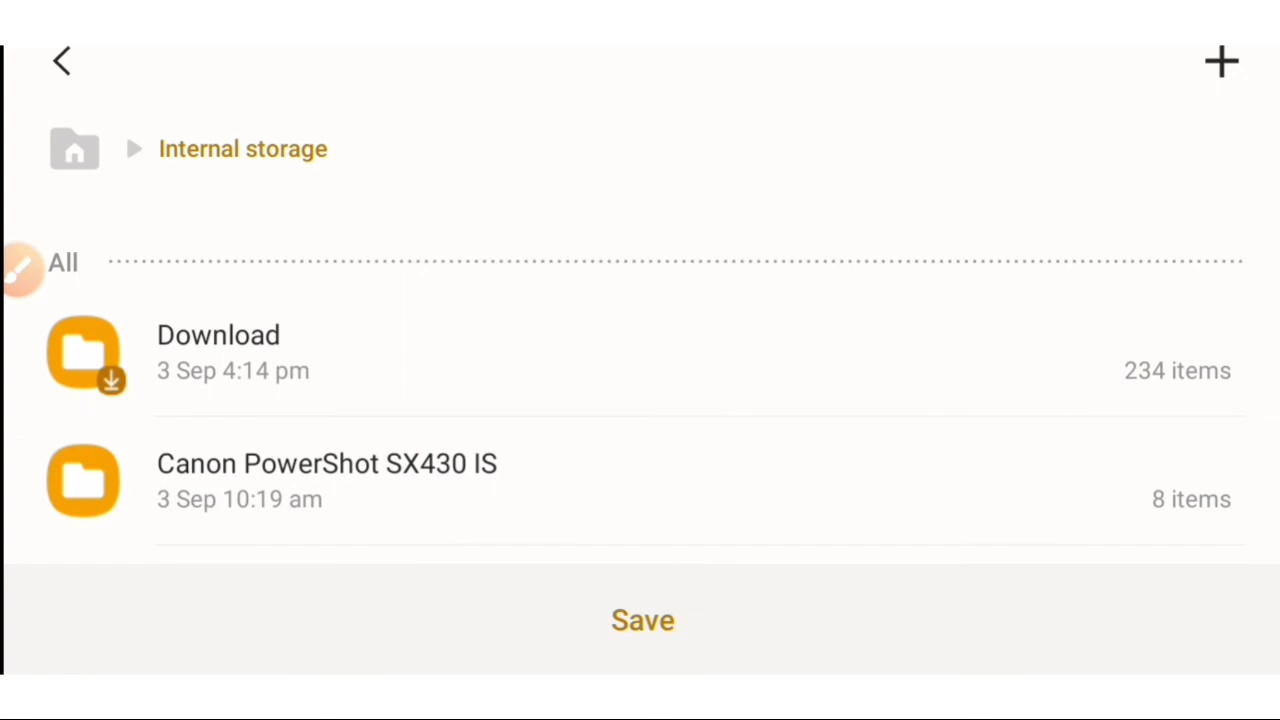 Internal storage
All
Download
3 Sep 4:14 pm
234 items
Canon PowerShot SX430 IS
3 Sep 10:19 am
8 items
Save